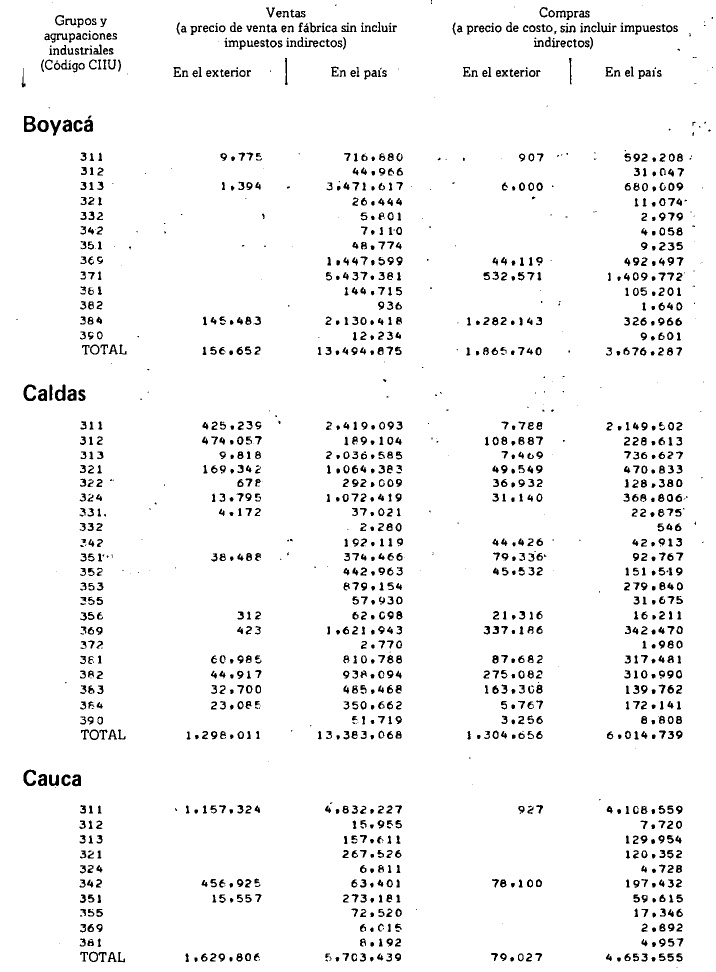 Grupos y
agrupaciones
industriales
(Código CIIU)
Ventas
(a precio de venta en fábrica sin incluir
impuestos indirectos)
Compras
(a precio de costo, sin incluir impuestos
indirectos)
En el exterior En el país En el exterior En el país
Boyacá
311 9.775 716.880 907 592.208
312 44.966 31.047
313 1.394 3.471.617 6.000 680.009
321 26.444 11.074
332 5.801 2.979
342 7.110 4.058
351 48.774 9.235
369 1.447.599 44.119 492.497
371 5.437.381 532.571 1.409.772
381 144.715 105.201
382 936 1.640
384 145.483 2.130.418 1.282.143 326.966
390 12.234 9.601
TOTAL 156.652 13.494.875 1.865.740 3.676.287
Caldas
311 425.239 2.419.093 7.788 2.149.502
312 474.057 189.104 108.887 228.613
313 9.818 2.036.585 7.469 736.627
321 169.342 1.064.383 49.549 470.833
322 678 292.009 36.932 128.380
324 13.795 1.072.419 31.140 368.806
331 4.172 37.021 22.875
332 2.280 546
342 192.119 44.426 42.913
351 38.488 374.466 79.336 92.767
352 442.963 45.532 151.519
353 879.154 279.840
355 57.930 31.675
356 312 62.098 21.316 16.211
369 423 1.621.943 337.186 342.470
372 2.770 1.980
381 60.985 810.788 87.682 317.481
382 44.917 938.094 275.082 310.990
383 32.700 485.468 163.308 139.762
384 23.085 350.662 5.767 172.141
390 51.719 3.256 8.808
TOTAL 1.298.011 13.383.068 1.304.656 6.014.739
Cauca
311 1.157.324 4.832.227 927 4.108.559
312 15.955 7.720
313 157.611 129.954
321 267.526 120.352
324 6.811 4.728
342 456.925 63.401 78.100 197.432
351 15.557 273.181 59.615
355 72.520 17.346
369 6.015 2.892
381 8.192 4.957
TOTAL 1.629.806 5.703.439 79.027 4.653.555